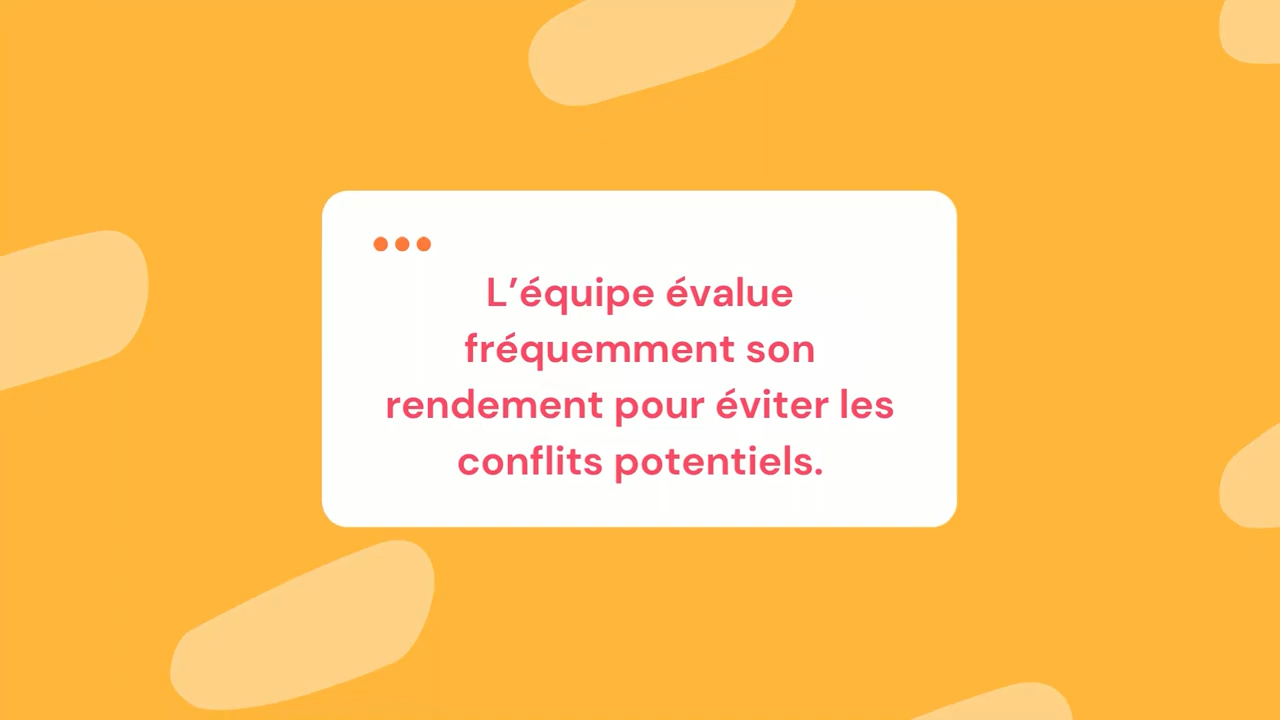 L’équipe évalue
fréquemment son
rendement pour éviter les
conflits potentiels.